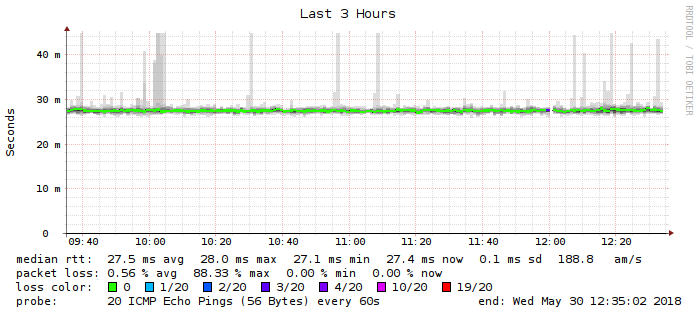 Last 3 Hours
RRDTOOL / TOBI OETIKER
Seconds
40 m
30 m
20 m
10 m
0
09:40 10:00 10:20 10:40 11:00 11:20 11:40 12:00 12:20
median rtt: 27.5 ms avg 28.0 ms max 27.1 ms min 27.4 ms now 0.1 ms sd 188.8 am/s
packet loss: 0.56 % avg 88.33 % max 0.00 % min 0.00 % now
loss color: 0 1/20 2/20 3/20 4/20 10/20 19/20
probe: 20 ICMP Echo Pings (56 Bytes) every 60s end: Wed May 30 12:35:02 2018